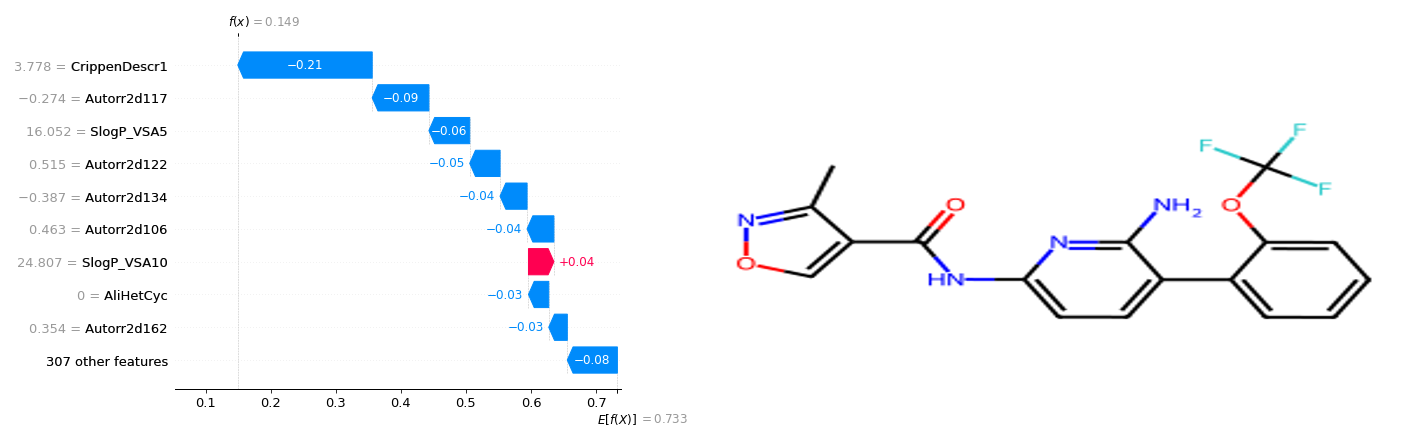 f(x) = 0.149
3.778 = CrippenDescr1
−0.21
−0.274 = Autorr2d117
−0.09
16.052 = SlogP_VSA5
−0.06
0.515 = Autorr2d122
−0.05
−0.387 = Autorr2d134
−0.04
0.463 = Autorr2d106
−0.04
24.807 = SlogP_VSA10
+0.04
0 = AliHetCyc
−0.03
0.354 = Autorr2d162
−0.03
307 other features
−0.08
0.1 0.2 0.3 0.4 0.5 0.6 0.7
E[f(X)] = 0.733
F
F
F
O
NH2
O
N
N
O
HN